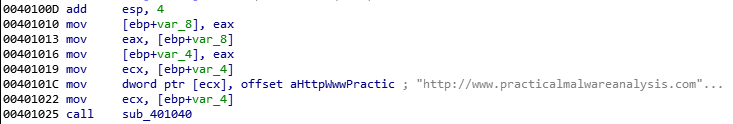 0040100D add esp, 4
00401010 mov [ebp+var_8], eax
00401013 mov eax, [ebp+var_8]
00401016 mov [ebp+var_4], eax
00401019 mov ecx, [ebp+var_4]
0040101C mov dword ptr [ecx], offset aHttpWwwPractic ; "http://www.practicalmalwareanalysis.com"...
00401022 mov ecx, [ebp+var_4]
00401025 call sub_401040